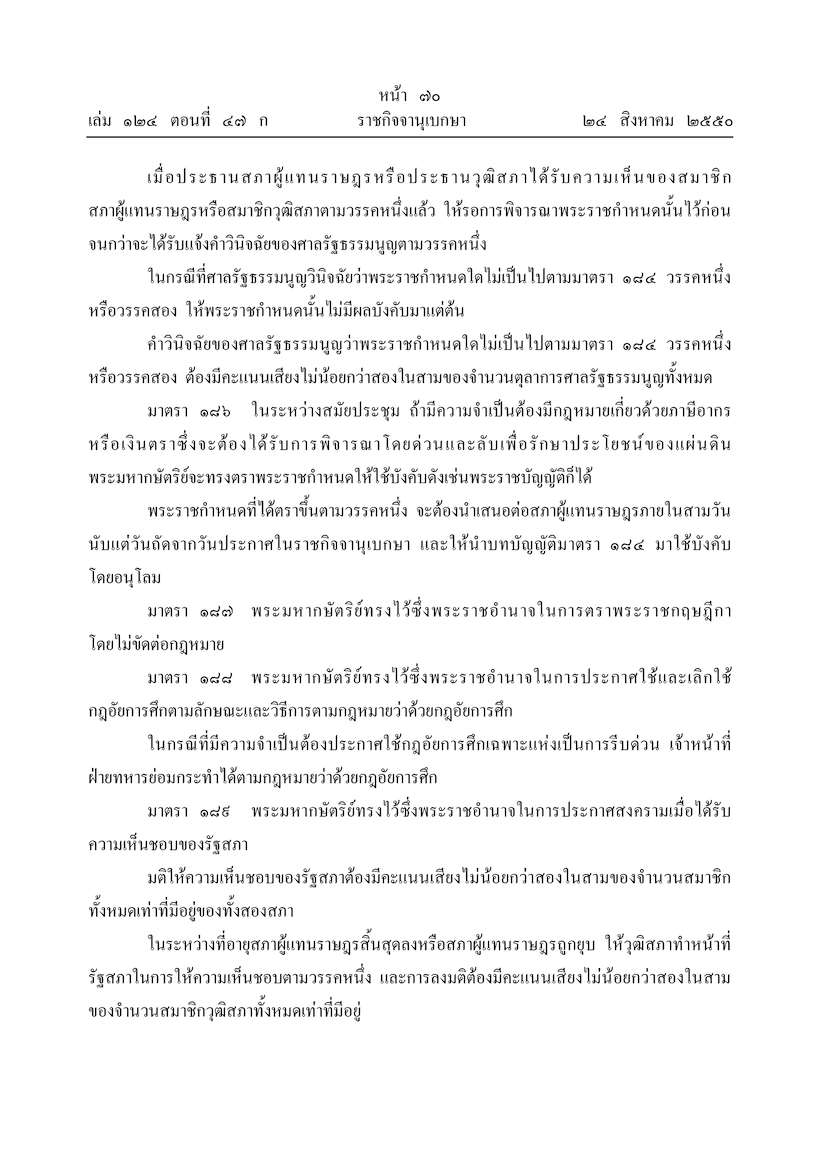 หน้า ๗๐
เล่ม ๑๒๔ ตอนที่ ๔๗ ก ราชกิจจานุเบกษา ๒๔ สิงหาคม ๒๕๕๐
เมื่อประธานสภาผู้แทนราษฎรหรือประธานวุฒิสภาได้รับความเห็นของสมาชิก
สภาผู้แทนราษฎรหรือสมาชิกวุฒิสภาตามวรรคหนึ่งแล้ว ให้รอการพิจารณาพระราชกำหนดนั้นไว้ก่อน
จนกว่าจะได้รับแจ้งคำวินิจฉัยของศาลรัฐธรรมนูญตามวรรคหนึ่ง
ในกรณีที่ศาลรัฐธรรมนูญวินิจฉัยว่าพระราชกำหนดใดไม่เป็นไปตามมาตรา ๑๘๔ วรรคหนึ่ง
หรือวรรคสอง ให้พระราชกำหนดนั้นไม่มีผลบังคับมาแต่ต้น
คำวินิจฉัยของศาลรัฐธรรมนูญว่าพระราชกำหนดใดไม่เป็นไปตามมาตรา ๑๘๔ วรรคหนึ่ง
หรือวรรคสอง ต้องมีคะแนนเสียงไม่น้อยกว่าสองในสามของจำนวนตุลาการศาลรัฐธรรมนูญทั้งหมด
มาตรา ๑๘๖ ในระหว่างสมัยประชุม ถ้ามีความจำเป็นต้องมีกฎหมายเกี่ยวด้วยภาษีอากร
หรือเงินตราซึ่งจะต้องได้รับการพิจารณาโดยด่วนและลับเพื่อรักษาประโยชน์ของแผ่นดิน
พระมหากษัตริย์จะทรงตราพระราชกำหนดให้ใช้บังคับดังเช่นพระราชบัญญัติก็ได้
พระราชกำหนดที่ได้ตราขึ้นตามวรรคหนึ่ง จะต้องนำเสนอต่อสภาผู้แทนราษฎรภายในสามวัน
นับแต่วันถัดจากวันประกาศในราชกิจจานุเบกษา และให้นำบทบัญญัติมาตรา ๑๘๔ มาใช้บังคับ
โดยอนุโลม
มาตรา ๑๘๗ พระมหากษัตริย์ทรงไว้ซึ่งพระราชอำนาจในการตราพระราชกฤษฎีกา
โดยไม่ขัดต่อกฎหมาย
มาตรา ๑๘๘ พระมหากษัตริย์ทรงไว้ซึ่งพระราชอำนาจในการประกาศใช้และเลิกใช้
กฎอัยการศึกตามลักษณะและวิธีการตามกฎหมายว่าด้วยกฎอัยการศึก
ในกรณีที่มีความจำเป็นต้องประกาศใช้กฎอัยการศึกเฉพาะแห่งเป็นการรีบด่วน เจ้าหน้าที่
ฝ่ายทหารย่อมกระทำได้ตามกฎหมายว่าด้วยกฎอัยการศึก
มาตรา ๑๘๙ พระมหากษัตริย์ทรงไว้ซึ่งพระราชอำนาจในการประกาศสงครามเมื่อได้รับ
ความเห็นชอบของรัฐสภา
มติให้ความเห็นชอบของรัฐสภาต้องมีคะแนนเสียงไม่น้อยกว่าสองในสามของจำนวนสมาชิก
ทั้งหมดเท่าที่มีอยู่ของทั้งสองสภา
ในระหว่างที่อายุสภาผู้แทนราษฎรสิ้นสุดลงหรือสภาผู้แทนราษฎรถูกยุบ ให้วุฒิสภาทำหน้าที่
รัฐสภาในการให้ความเห็นชอบตามวรรคหนึ่ง และการลงมติต้องมีคะแนนเสียงไม่น้อยกว่าสองในสาม
ของจำนวนสมาชิกวุฒิสภาทั้งหมดเท่าที่มีอยู่